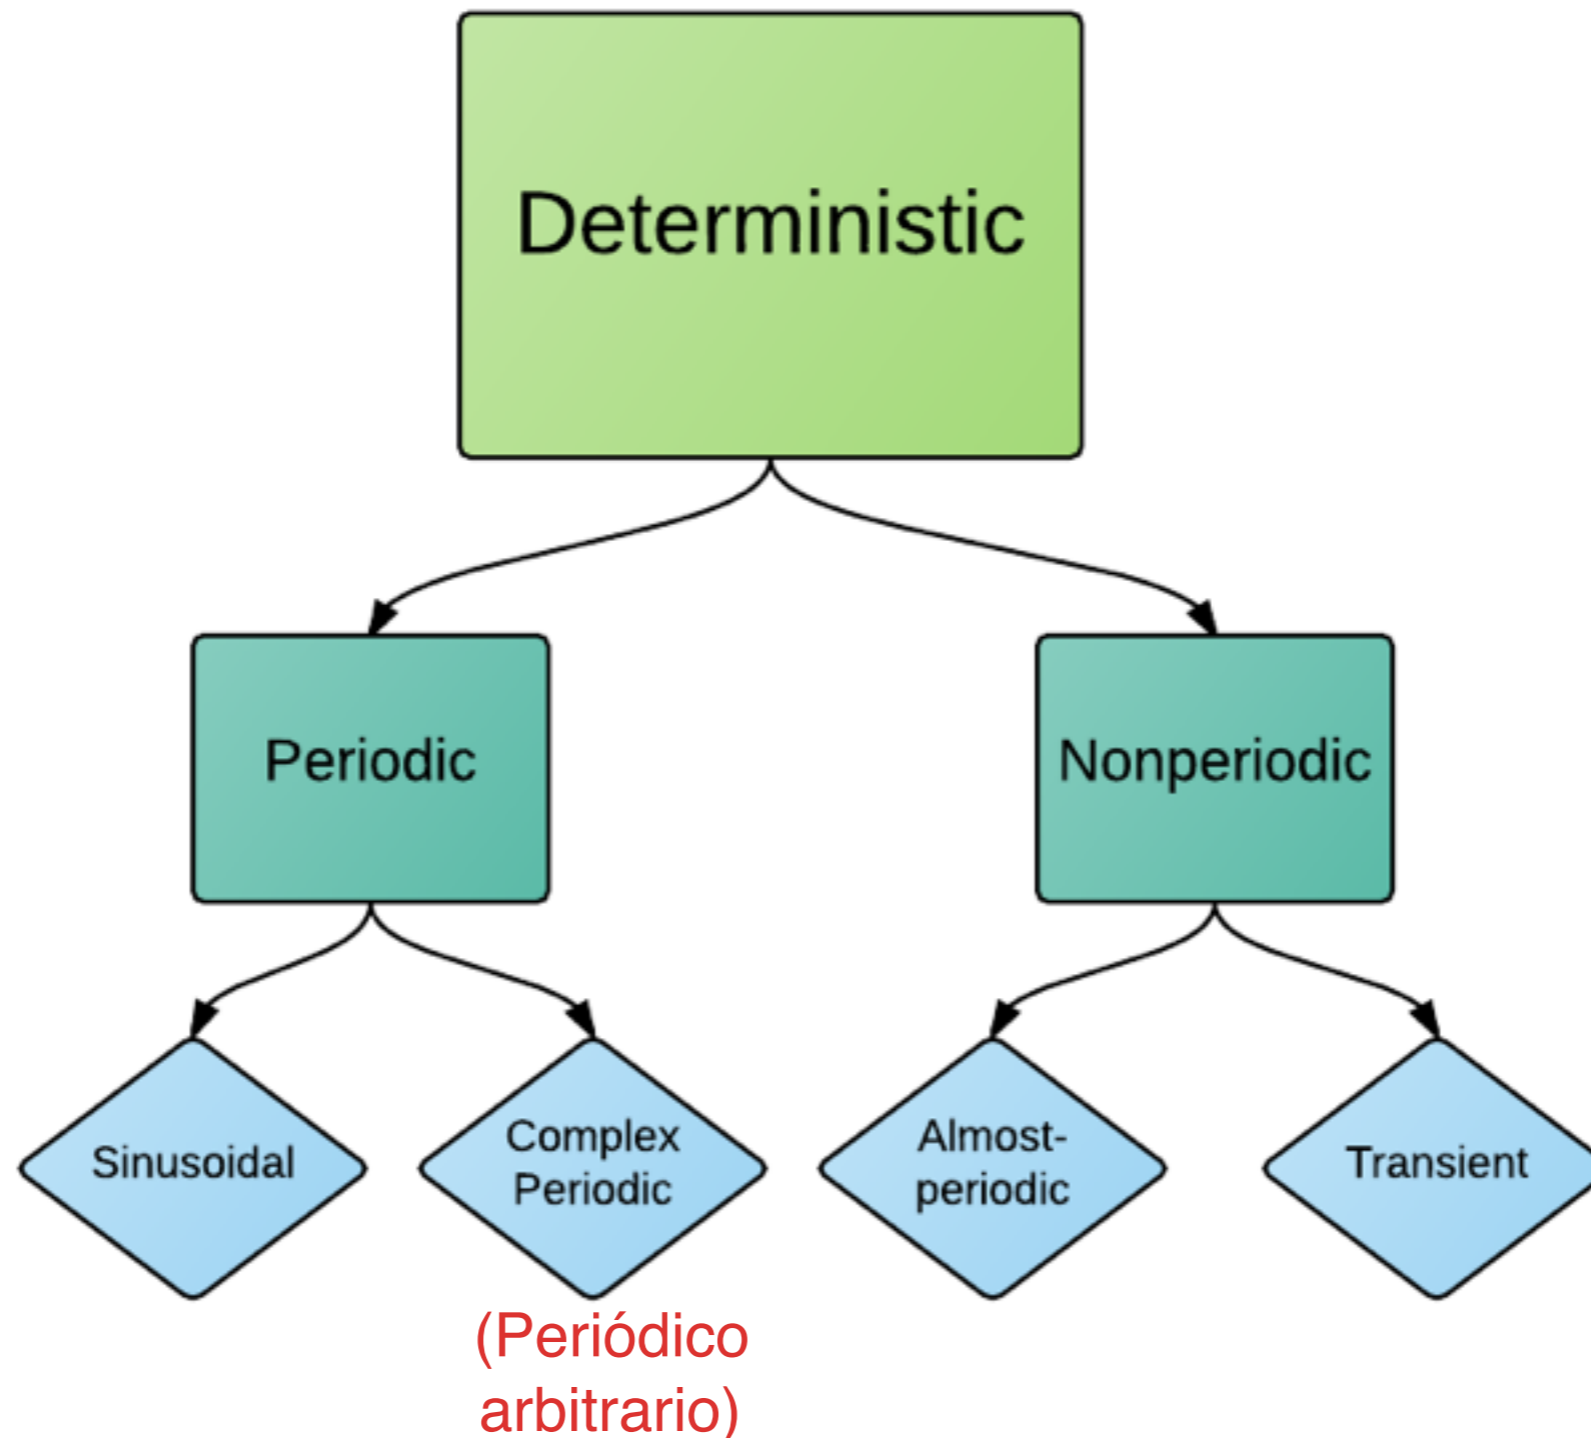 Deterministic
Periodic
Nonperiodic
Sinusoidal
Complex
Periodic
Almost-
periodic
Transient
(Periódico
arbitrario)